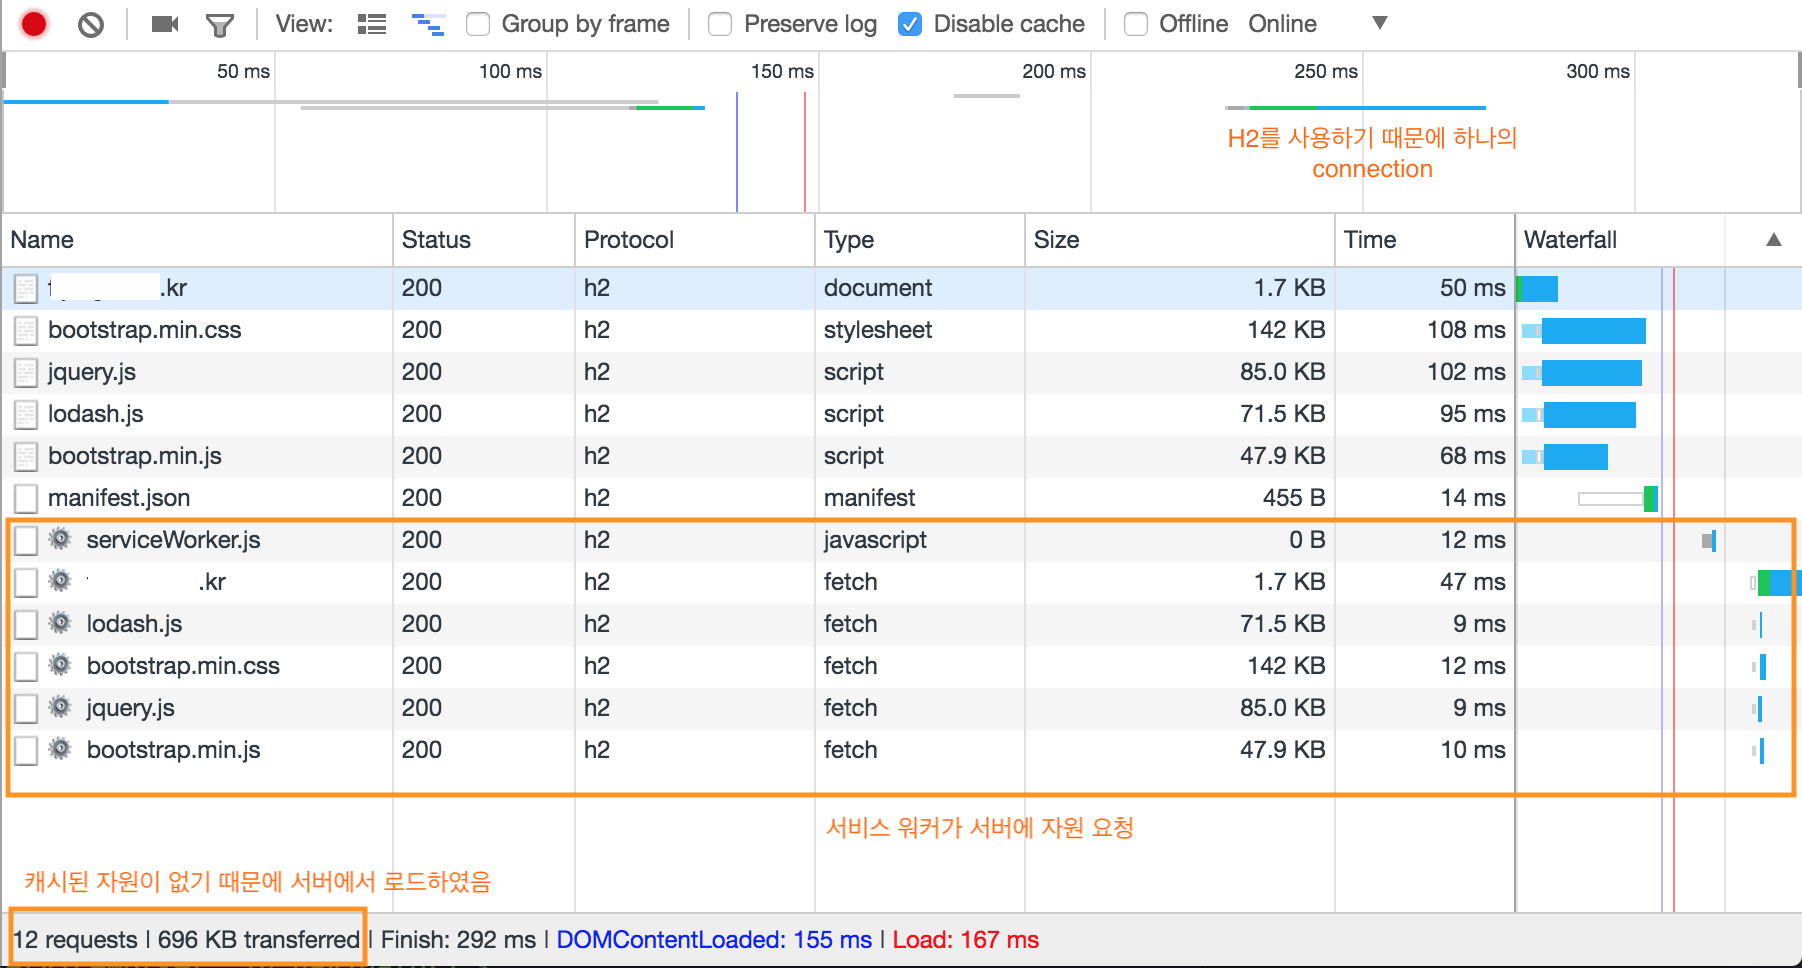 View: Group by frame Preserve log Disable cache Offline Online
50 ms 100 ms 150 ms 200 ms 250 ms 300 ms
H2를 사용하기 때문에 하나의
connection
Name Status Protocol Type Size Time Waterfall
.kr 200 h2 document 1.7 KB 50 ms
bootstrap.min.css 200 h2 stylesheet 142 KB 108 ms
jquery.js 200 h2 script 85.0 KB 102 ms
lodash.js 200 h2 script 71.5 KB 95 ms
bootstrap.min.js 200 h2 script 47.9 KB 68 ms
manifest.json 200 h2 manifest 455 B 14 ms
serviceWorker.js 200 h2 javascript 0 B 12 ms
.kr 200 h2 fetch 1.7 KB 47 ms
lodash.js 200 h2 fetch 71.5 KB 9 ms
bootstrap.min.css 200 h2 fetch 142 KB 12 ms
jquery.js 200 h2 fetch 85.0 KB 9 ms
bootstrap.min.js 200 h2 fetch 47.9 KB 10 ms
서비스 워커가 서버에 자원 요청
캐시된 자원이 없기 때문에 서버에서 로드하였음
12 requests | 696 KB transferred | Finish: 292 ms | DOMContentLoaded: 155 ms | Load: 167 ms